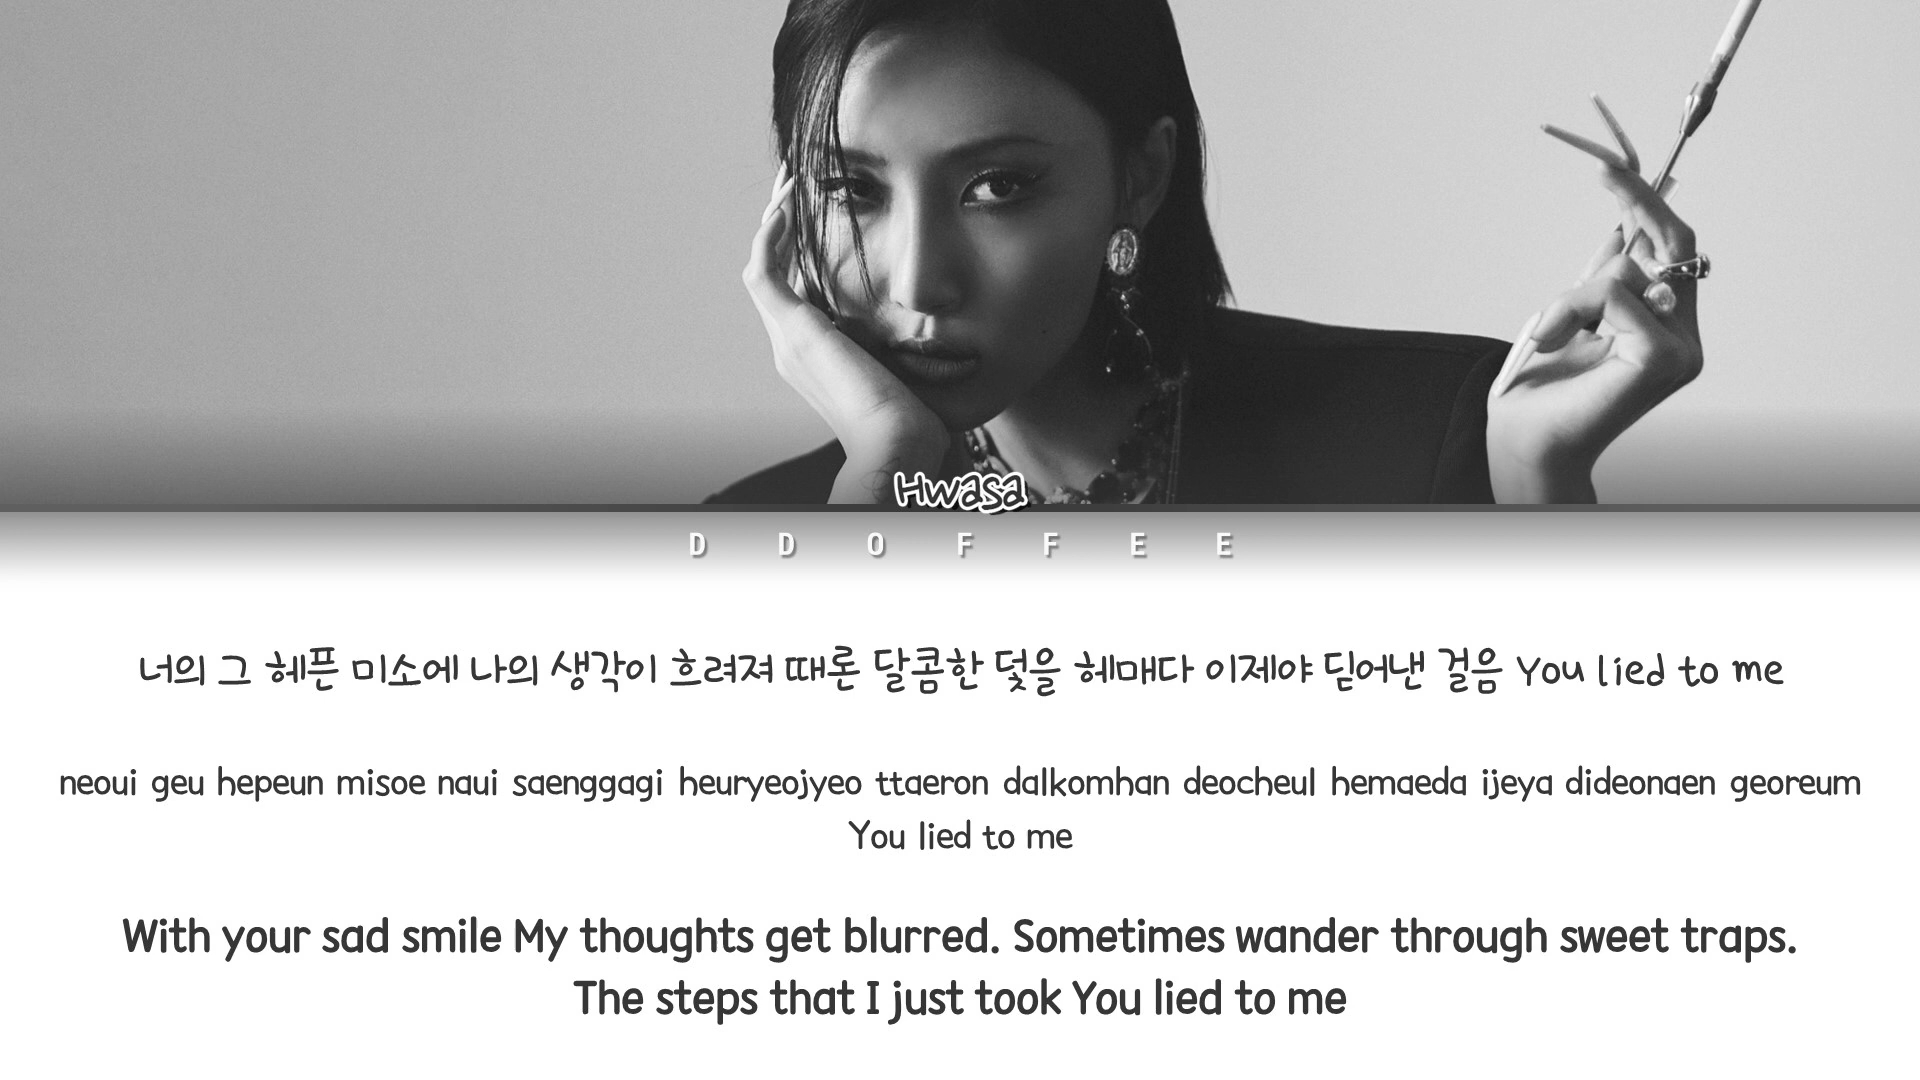 Hwasa
DDOFFEE
너의 그 헤픈 미소에 나의 생각이 흐려져 때론 달콤한 덫을 헤매다 이제야 딛어낸 걸음 You lied to me
neoui geu hepeun misoe naui saenggagi heuryeojyeo ttaeron dalkomhan deocheul hemaeda ijeya dideonaen georeum
You lied to me
With your sad smile My thoughts get blurred. Sometimes wander through sweet traps.
The steps that I just took You lied to me